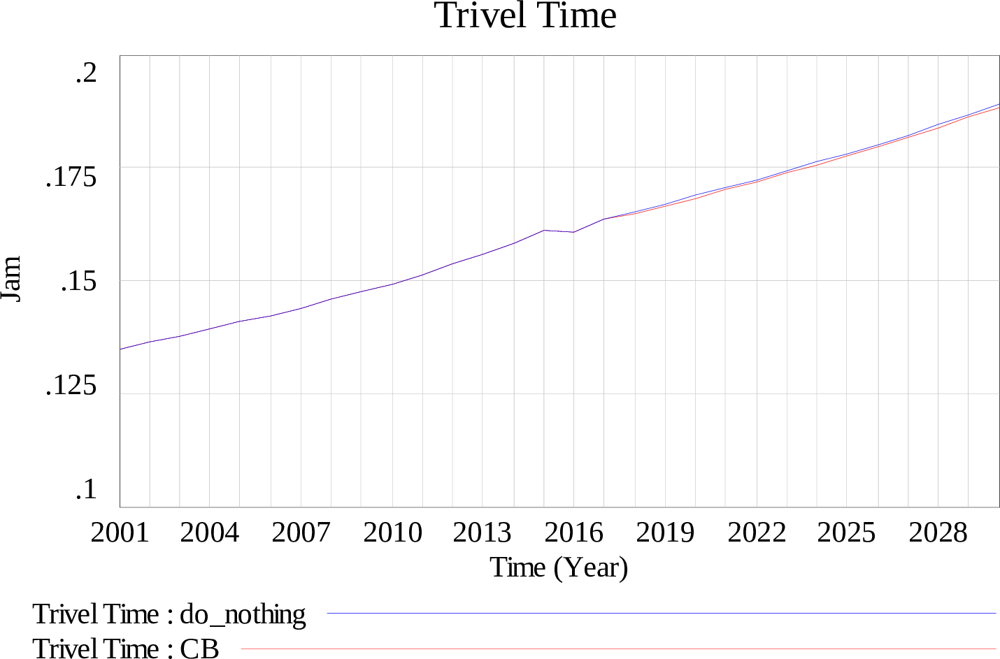 Trivel Time
.2
.175
.15
.125
.1
Jam
2001 2004 2007 2010 2013 2016 2019 2022 2025 2028
Time (Year)
Trivel Time : do_nothing
Trivel Time : CB